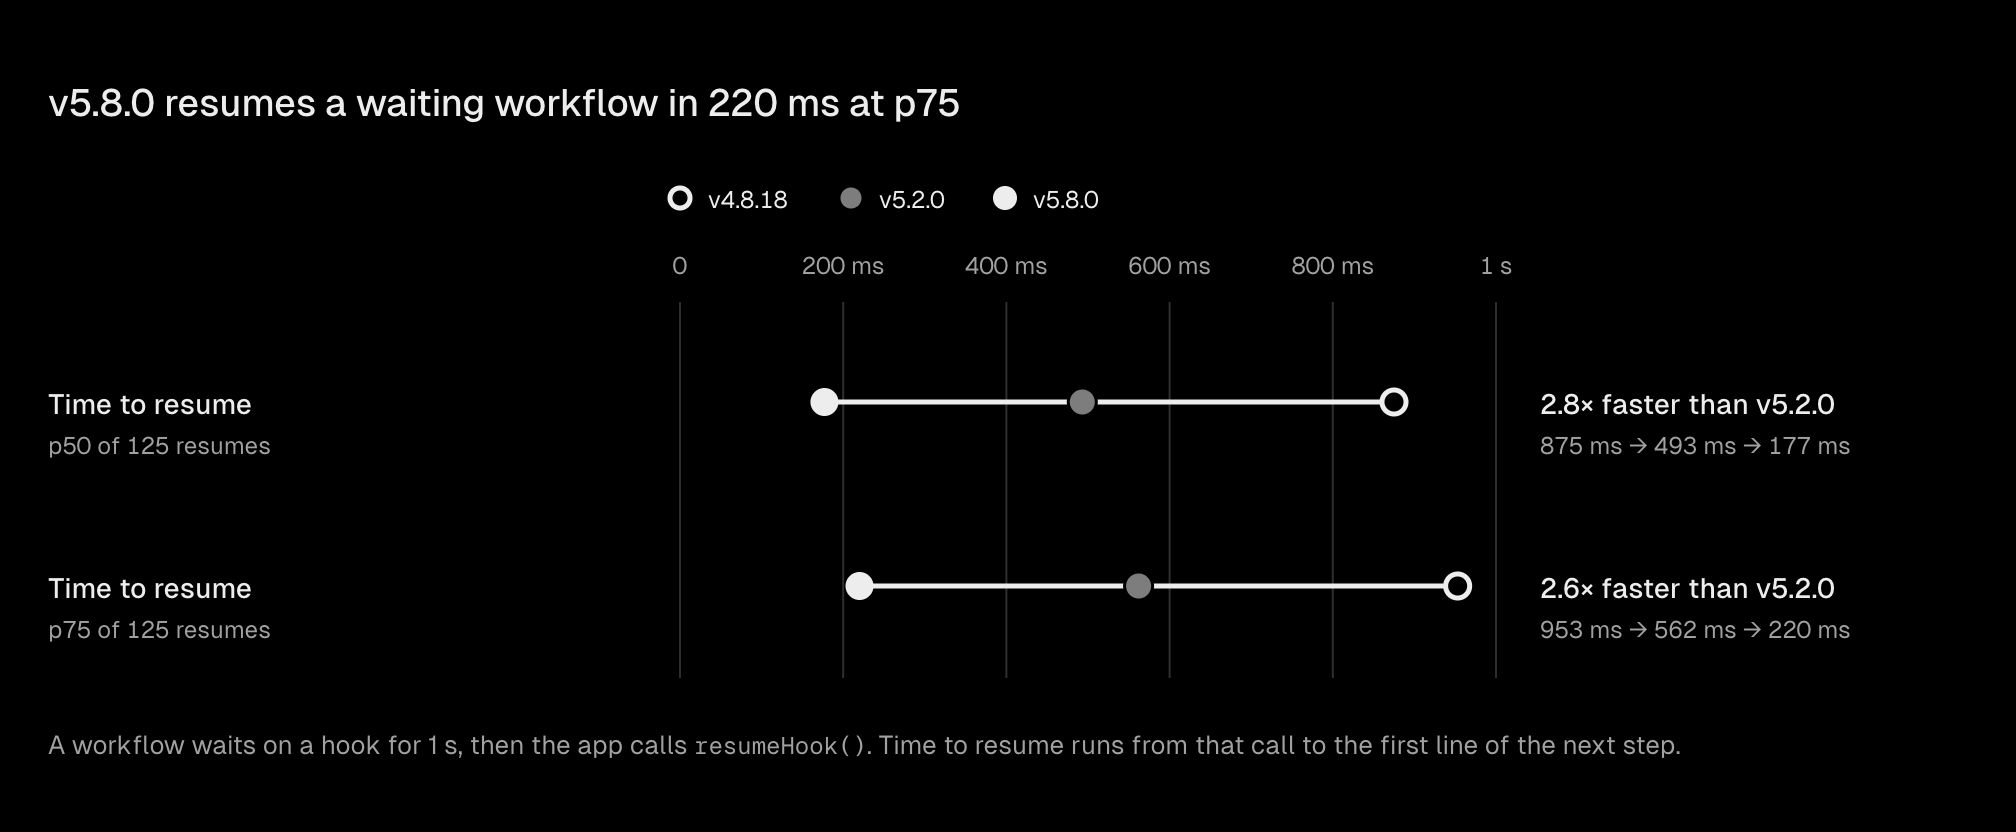 v5.8.0 resumes a waiting workflow in 220 ms at p75
v4.8.18 v5.2.0 v5.8.0
0 200 ms 400 ms 600 ms 800 ms 1 s
Time to resume
p50 of 125 resumes
2.8× faster than v5.2.0
875 ms → 493 ms → 177 ms
Time to resume
p75 of 125 resumes
2.6× faster than v5.2.0
953 ms → 562 ms → 220 ms
A workflow waits on a hook for 1 s, then the app calls resumeHook(). Time to resume runs from that call to the first line of the next step.